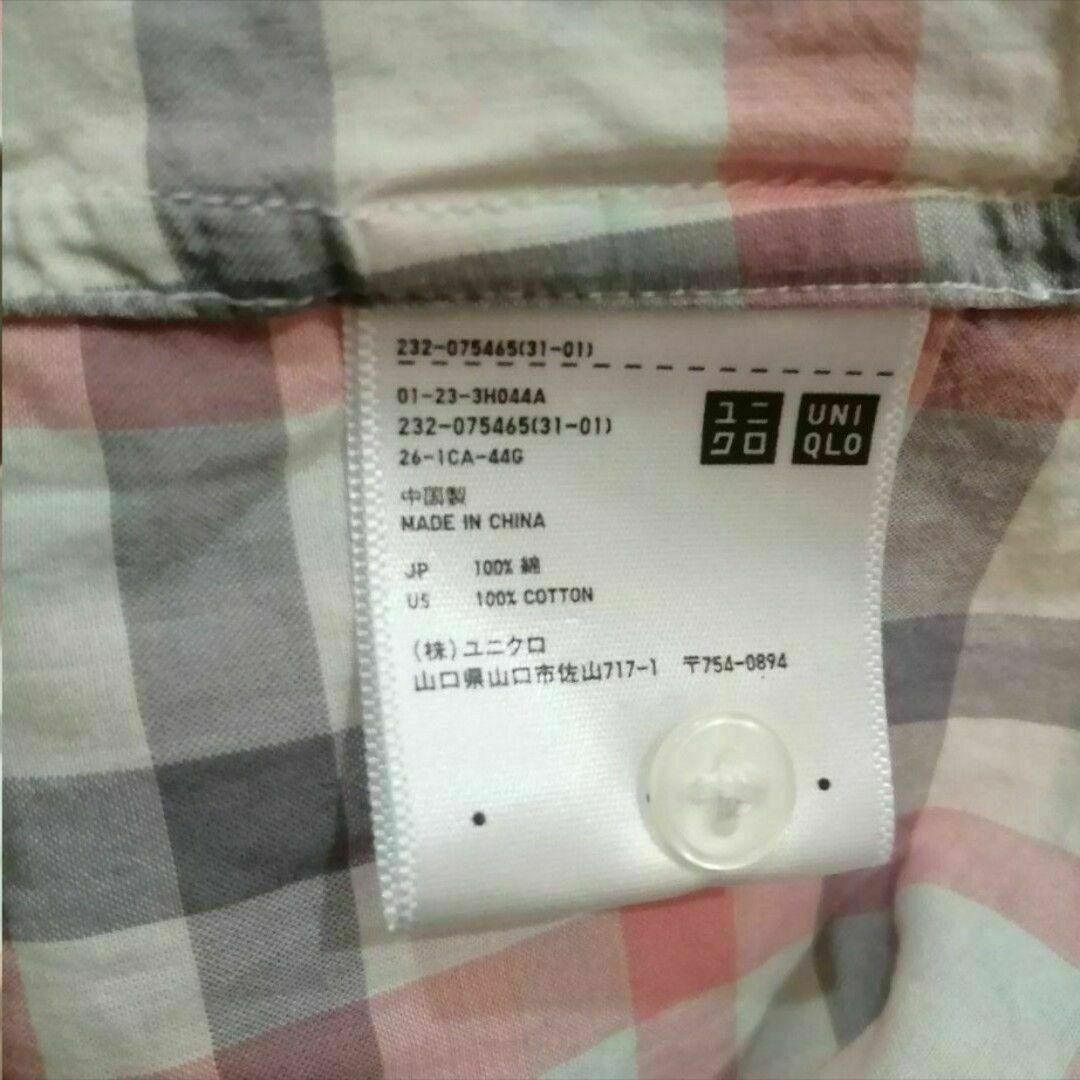 232-075465(31-01)
01-23-3H044A
232-075465(31-01)
26-1CA-44G
ユニクロ
UNIQLO
中国製
MADE IN CHINA
JP 100% 綿
US 100% COTTON
(株)ユニクロ
山口県山口市佐山717-1 〒754-0894